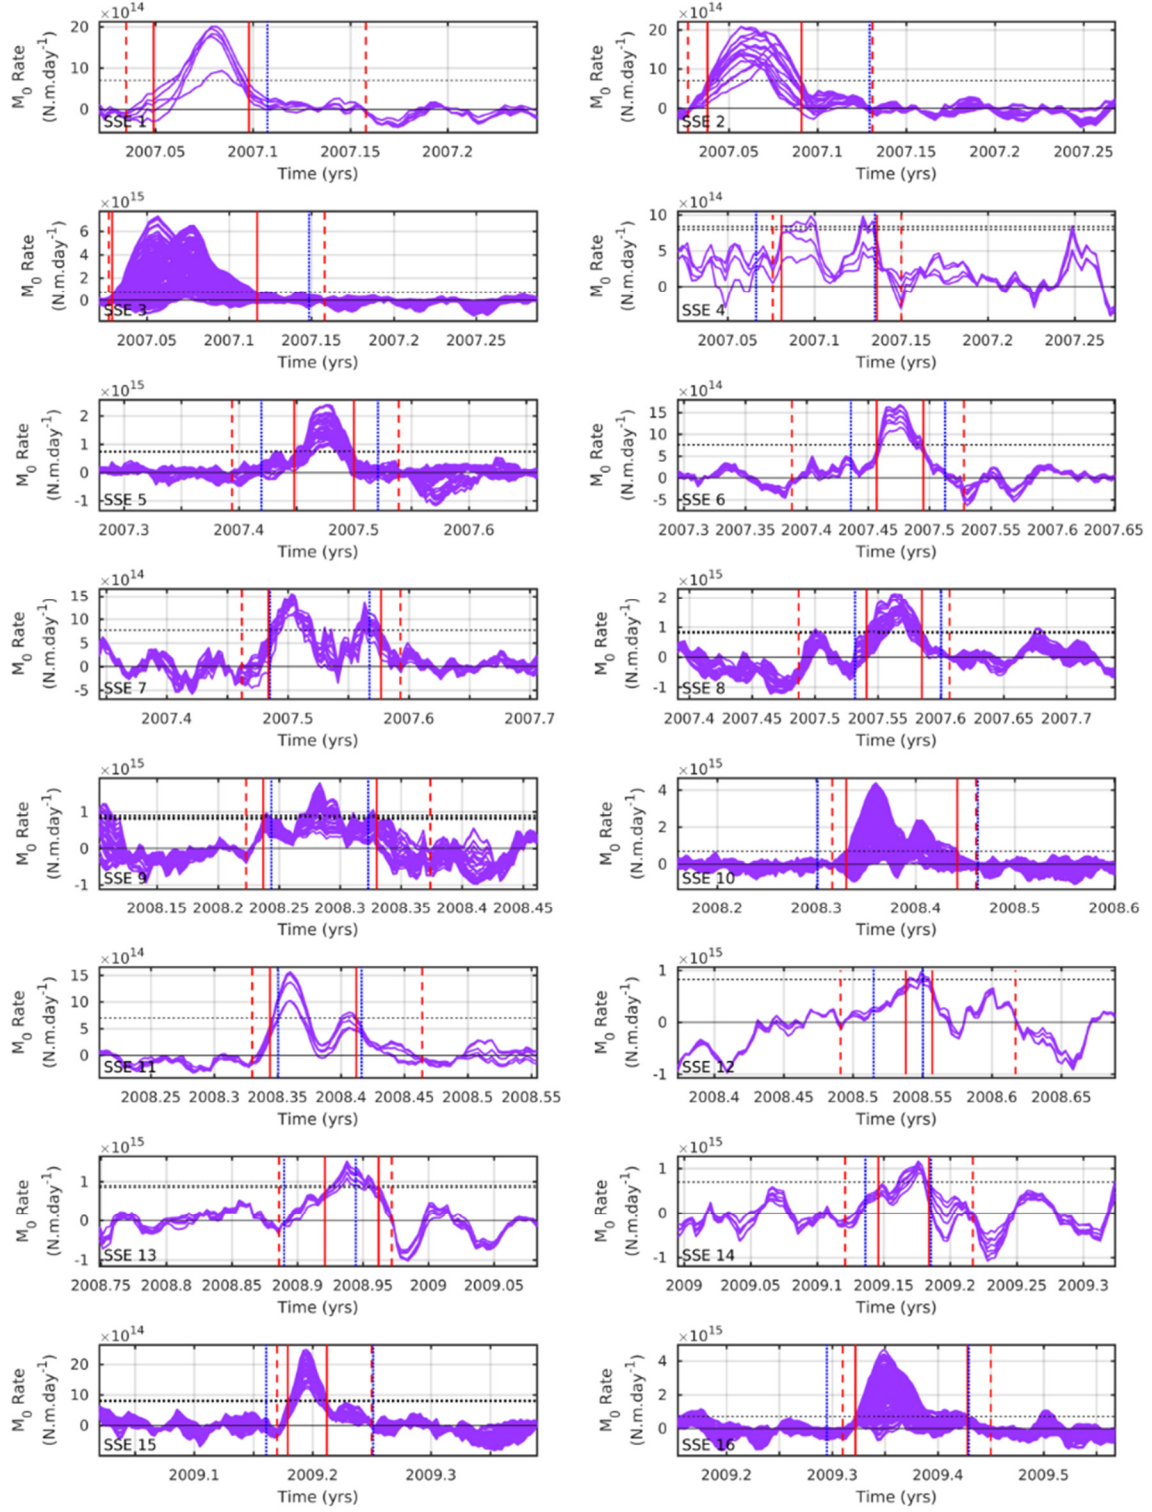 ×10^14
20
10
0
M_0 Rate
(N.m.day^-1)
SSE 1
2007.05 2007.1 2007.15 2007.2
Time (yrs)
×10^14
20
10
0
M_0 Rate
(N.m.day^-1)
SSE 2
2007.05 2007.1 2007.15 2007.2 2007.25
Time (yrs)
×10^15
6
4
2
0
M_0 Rate
(N.m.day^-1)
SSE 3
2007.05 2007.1 2007.15 2007.2 2007.25
Time (yrs)
×10^14
10
5
0
M_0 Rate
(N.m.day^-1)
SSE 4
2007.05 2007.1 2007.15 2007.2 2007.25
Time (yrs)
×10^15
2
1
0
-1
M_0 Rate
(N.m.day^-1)
SSE 5
2007.3 2007.4 2007.5 2007.6
Time (yrs)
×10^14
15
10
5
0
-5
M_0 Rate
(N.m.day^-1)
SSE 6
2007.3 2007.35 2007.4 2007.45 2007.5 2007.55 2007.6 2007.65
Time (yrs)
×10^14
15
10
5
0
-5
M_0 Rate
(N.m.day^-1)
SSE 7
2007.4 2007.5 2007.6 2007.7
Time (yrs)
×10^15
2
1
0
-1
M_0 Rate
(N.m.day^-1)
SSE 8
2007.4 2007.45 2007.5 2007.55 2007.6 2007.65 2007.7
Time (yrs)
×10^15
1
0
-1
M_0 Rate
(N.m.day^-1)
SSE 9
2008.15 2008.2 2008.25 2008.3 2008.35 2008.4 2008.45
Time (yrs)
×10^15
4
2
0
M_0 Rate
(N.m.day^-1)
SSE 10
2008.2 2008.3 2008.4 2008.5 2008.6
Time (yrs)
×10^14
15
10
5
0
M_0 Rate
(N.m.day^-1)
SSE 11
2008.25 2008.3 2008.35 2008.4 2008.45 2008.5 2008.55
Time (yrs)
×10^15
1
0
-1
M_0 Rate
(N.m.day^-1)
SSE 12
2008.4 2008.45 2008.5 2008.55 2008.6 2008.65
Time (yrs)
×10^15
1
0
-1
M_0 Rate
(N.m.day^-1)
SSE 13
2008.75 2008.8 2008.85 2008.9 2008.95 2009 2009.05
Time (yrs)
×10^15
1
0
-1
M_0 Rate
(N.m.day^-1)
SSE 14
2009 2009.05 2009.1 2009.15 2009.2 2009.25 2009.3
Time (yrs)
×10^14
20
10
0
M_0 Rate
(N.m.day^-1)
SSE 15
2009.1 2009.2 2009.3
Time (yrs)
×10^15
4
2
0
M_0 Rate
(N.m.day^-1)
SSE 16
2009.2 2009.3 2009.4 2009.5
Time (yrs)